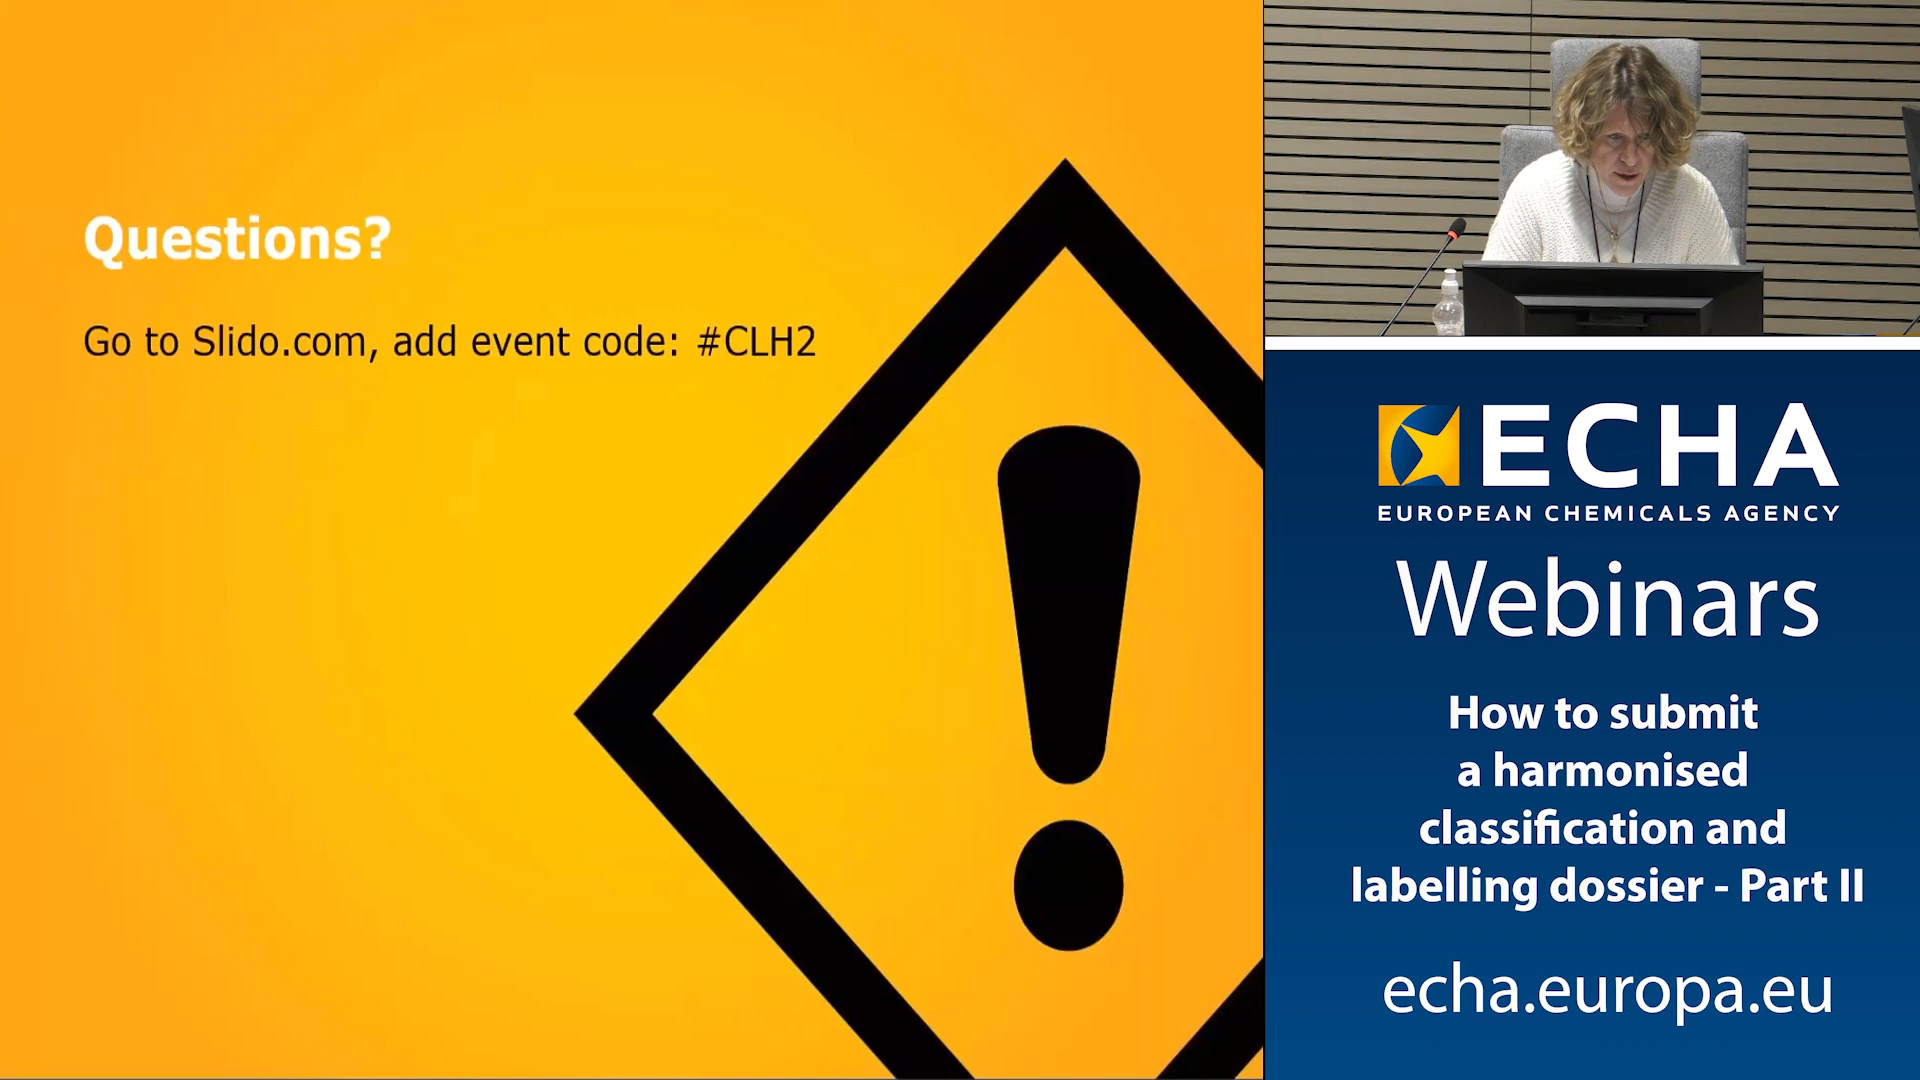 Questions?
Go to Slido.com, add event code: #CLH2
ECHA
EUROPEAN CHEMICALS AGENCY
Webinars
How to submit
a harmonised
classification and
labelling dossier - Part II
echa.europa.eu